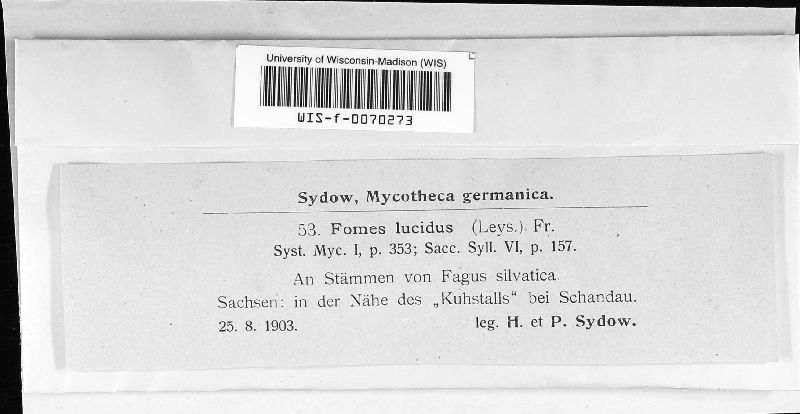 University of Wisconsin-Madison (WIS)
WIS-f-0070273
Sydow, Mycotheca germanica.
53. Fomes lucidus (Leys.) Fr.
Syst. Myc. I, p. 353; Sacc. Syll. VI, p. 157.
An Stämmen von Fagus silvatica.
Sachsen: in der Nähe des „Kuhstalls“ bei Schandau.
25. 8. 1903. leg. H. et P. Sydow.